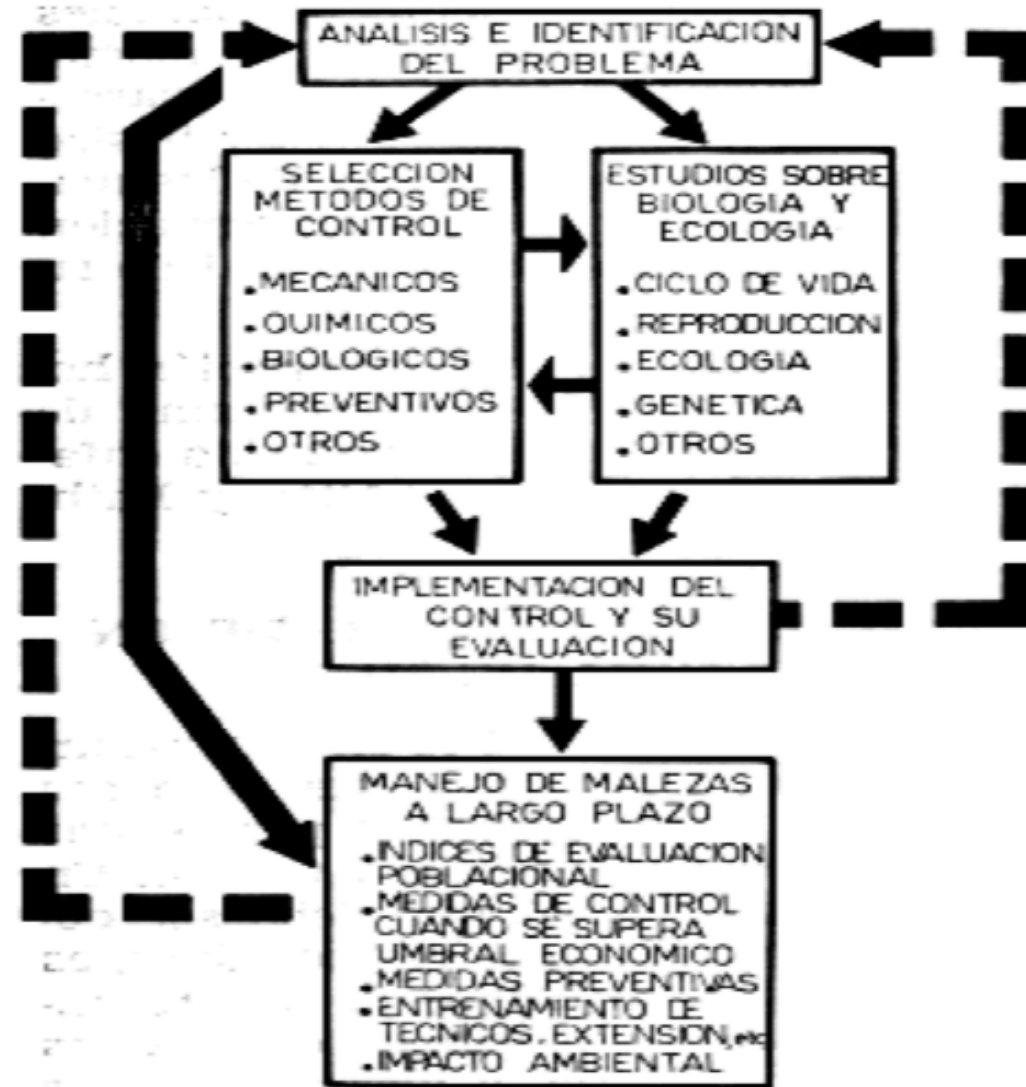 ANALISIS E IDENTIFICACION
DEL PROBLEMA
SELECCION
METODOS DE
CONTROL
.MECANICOS
.QUIMICOS
.BIOLOGICOS
.PREVENTIVOS
.OTROS
ESTUDIOS SOBRE
BIOLOGIA Y
ECOLOGIA
.CICLO DE VIDA
.REPRODUCCION
.ECOLOGIA
.GENETICA
.OTROS
IMPLEMENTACION DEL
CONTROL Y SU
EVALUACION
MANEJO DE MALEZAS
A LARGO PLAZO
.INDICES DE EVALUACION
POBLACIONAL
.MEDIDAS DE CONTROL
CUANDO SE SUPERA
UMBRAL ECONOMICO
.MEDIDAS PREVENTIVAS
.ENTRENAMIENTO DE
TECNICOS. EXTENSION, etc
.IMPACTO AMBIENTAL